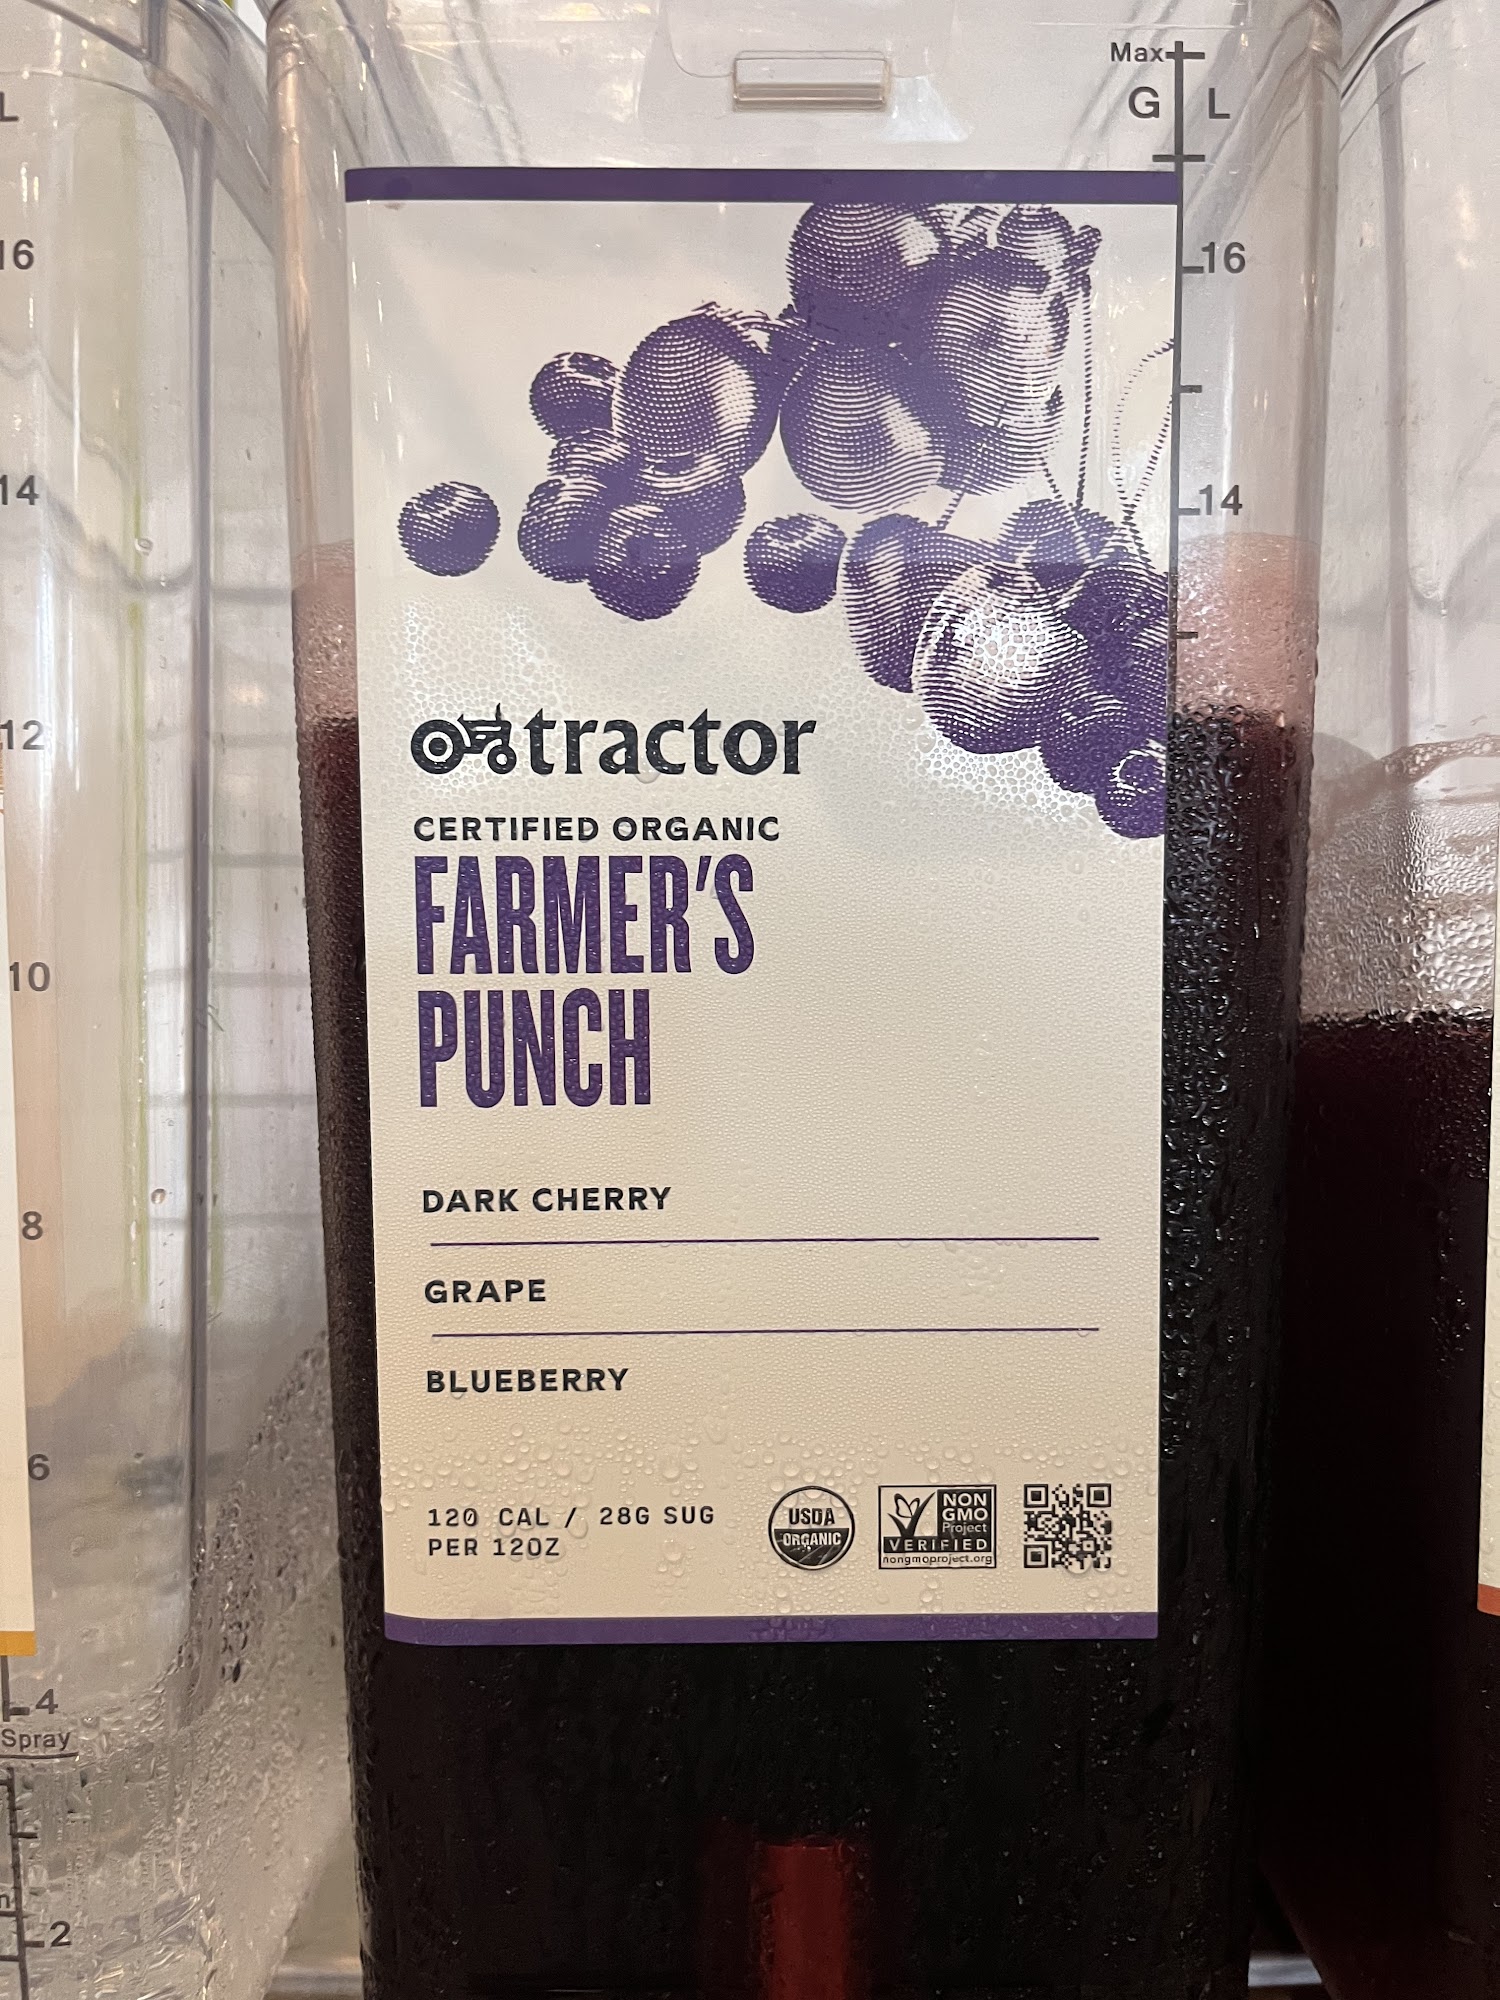 Max
G L
16
14
tractor
CERTIFIED ORGANIC
FARMER'S
PUNCH
DARK CHERRY
GRAPE
BLUEBERRY
120 CAL / 28G SUG
PER 12OZ
USDA
ORGANIC
NON
GMO
Project
VERIFIED
nongmoproject.org
L
16
14
12
10
8
6
4
Spray
2